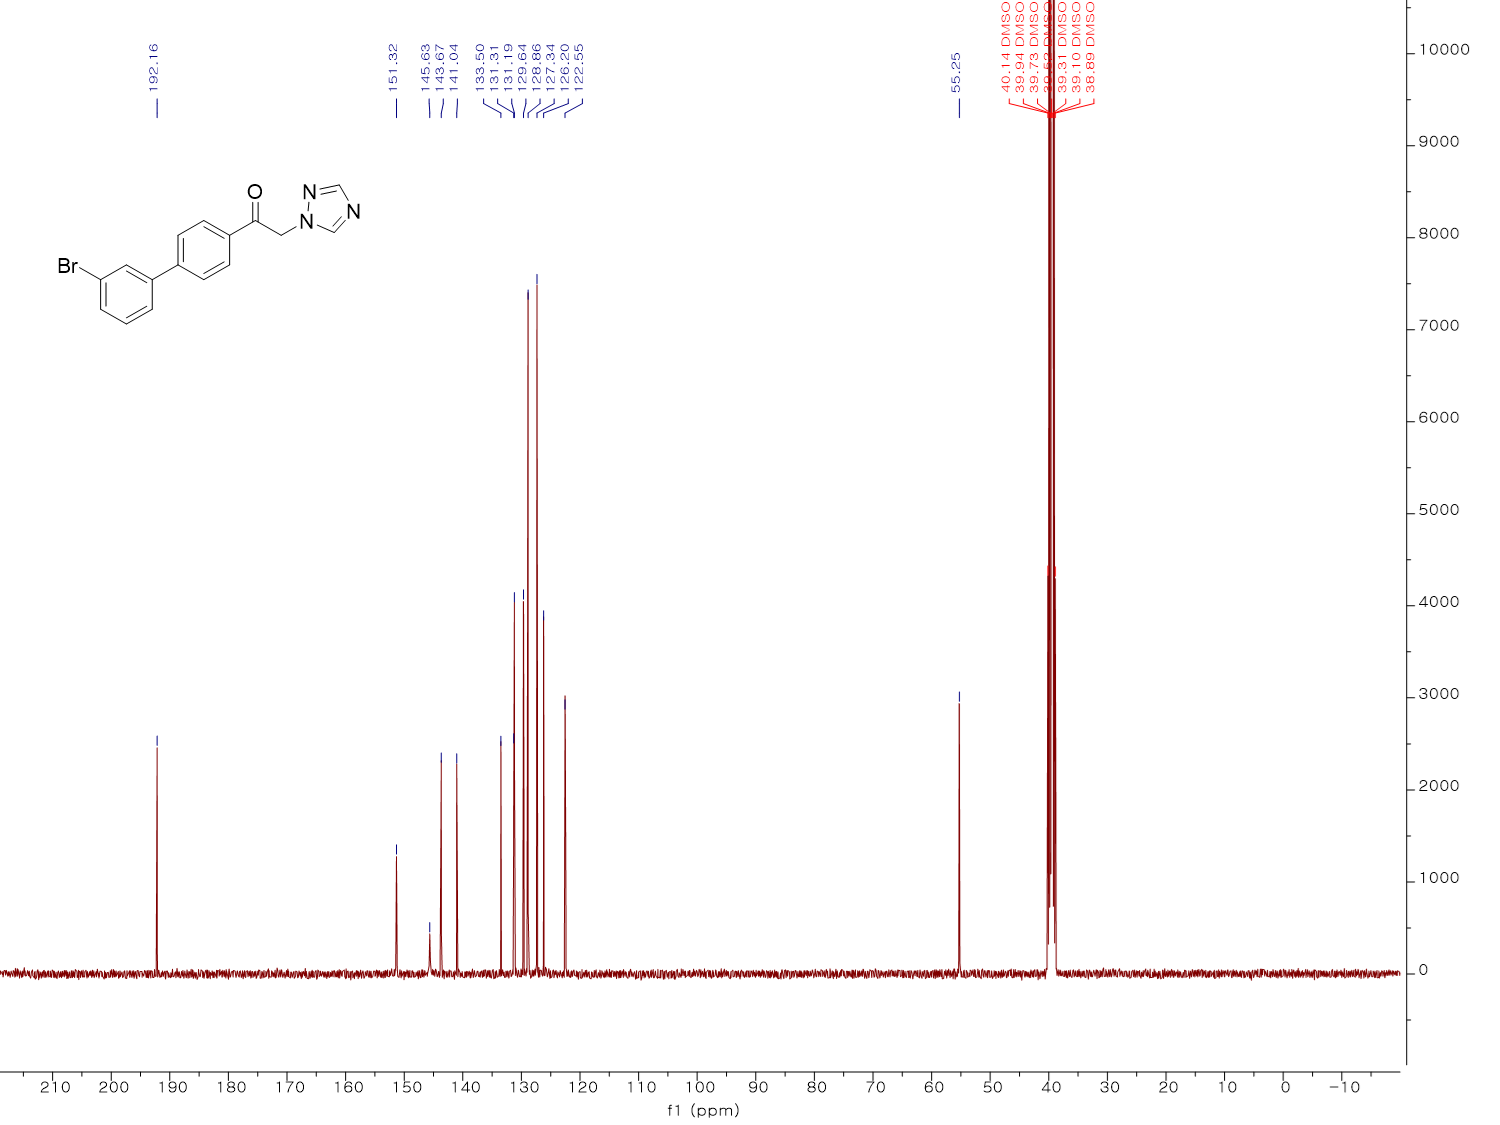 192.16
151.32
145.63
143.67
141.04
133.50
131.31
131.19
129.64
128.86
127.34
126.20
122.55
55.25
40.14 DMSO
39.94 DMSO
39.73 DMSO
39.52 DMSO
39.31 DMSO
39.10 DMSO
38.89 DMSO
O
N
N
N
Br
10000
9000
8000
7000
6000
5000
4000
3000
2000
1000
0
210 200 190 180 170 160 150 140 130 120 110 100 90 80 70 60 50 40 30 20 10 0 -10
f1 (ppm)